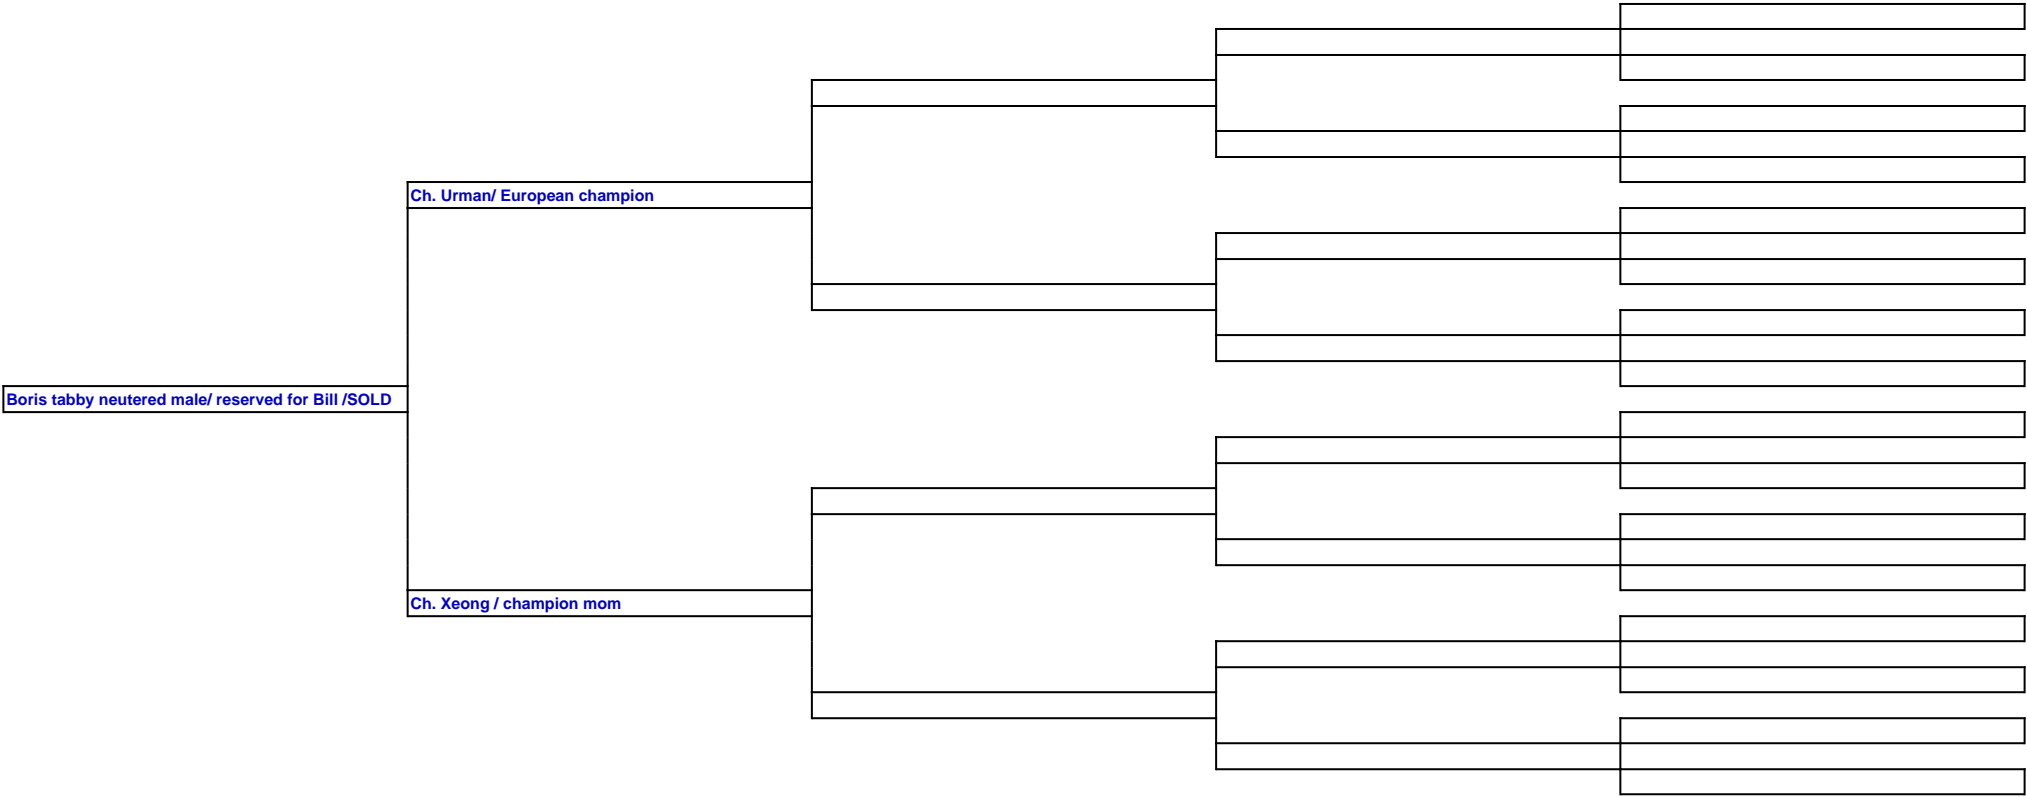 Ch. Urman/ European champion
Boris tabby neutered male/ reserved for Bill /SOLD
Ch. Xeong / champion mom